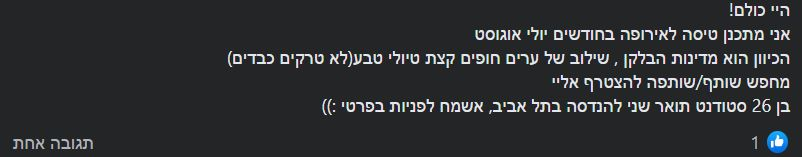 היי כולם!
אני מתכנן טיסה לאירופה בחודשים יולי אוגוסט
הכיוון הוא מדינות הבלקן , שילוב של ערים חופים קצת טיולי טבע(לא טרקים כבדים)
מחפש שותף/שותפה להצטרף אליי
בן 26 סטודנט תואר שני להנדסה בתל אביב, אשמח לפניות בפרטי :))
1 תגובה אחת